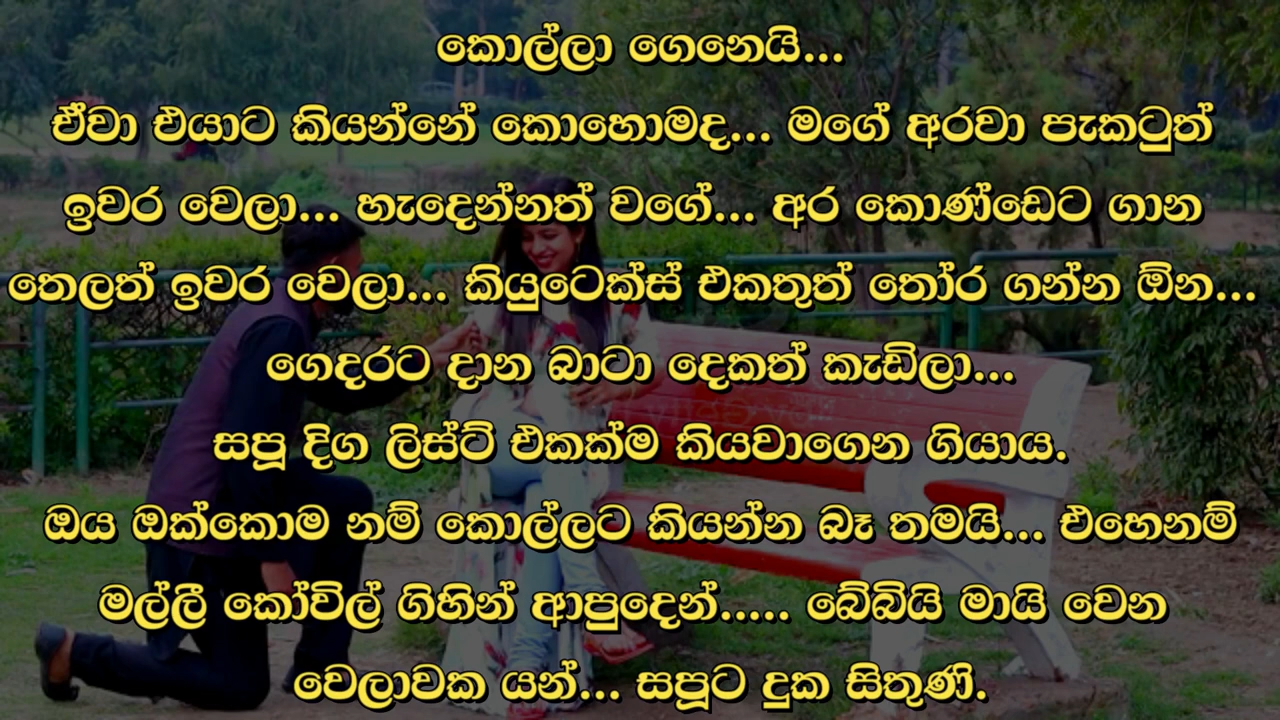 කොල්ලා ගෙනෙයි...
ඒවා එයාට කියන්නේ කොහොමද... මගේ අරවා පැකටුත්
ඉවර වෙලා... හැදෙන්නත් වගේ... අර කොණ්ඩෙට ගාන
තෙලත් ඉවර වෙලා... කියුටෙක්ස් එකතුත් තෝර ගන්න ඕන...
ගෙදරට දාන බාටා දෙකත් කැඩිලා...
සපූ දිග ලිස්ට් එකක්ම කියවාගෙන ගියාය.
ඔය ඔක්කොම නම් කොල්ලට කියන්න බෑ තමයි... එහෙනම්
මල්ලී කෝවිල් ගිහින් ආපුදෙන්..... බේබියි මායි වෙන
වෙලාවක යන්... සපූට දුක සිතුණි.